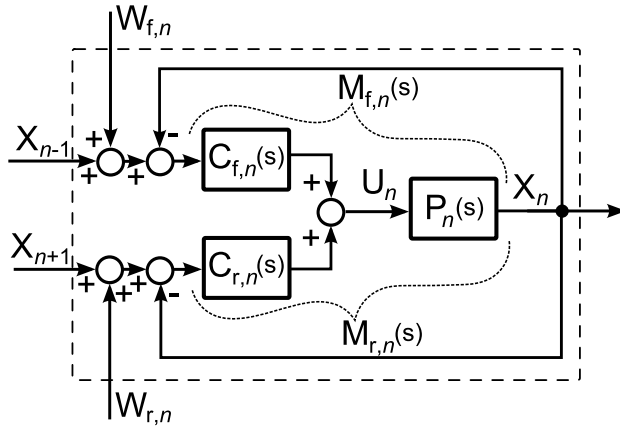 W_f,n
M_f,n(s)
X_n-1
+
+
+
-
C_f,n(s)
+
U_n
P_n(s)
X_n
+
X_n+1
+
+
+
-
C_r,n(s)
M_r,n(s)
W_r,n